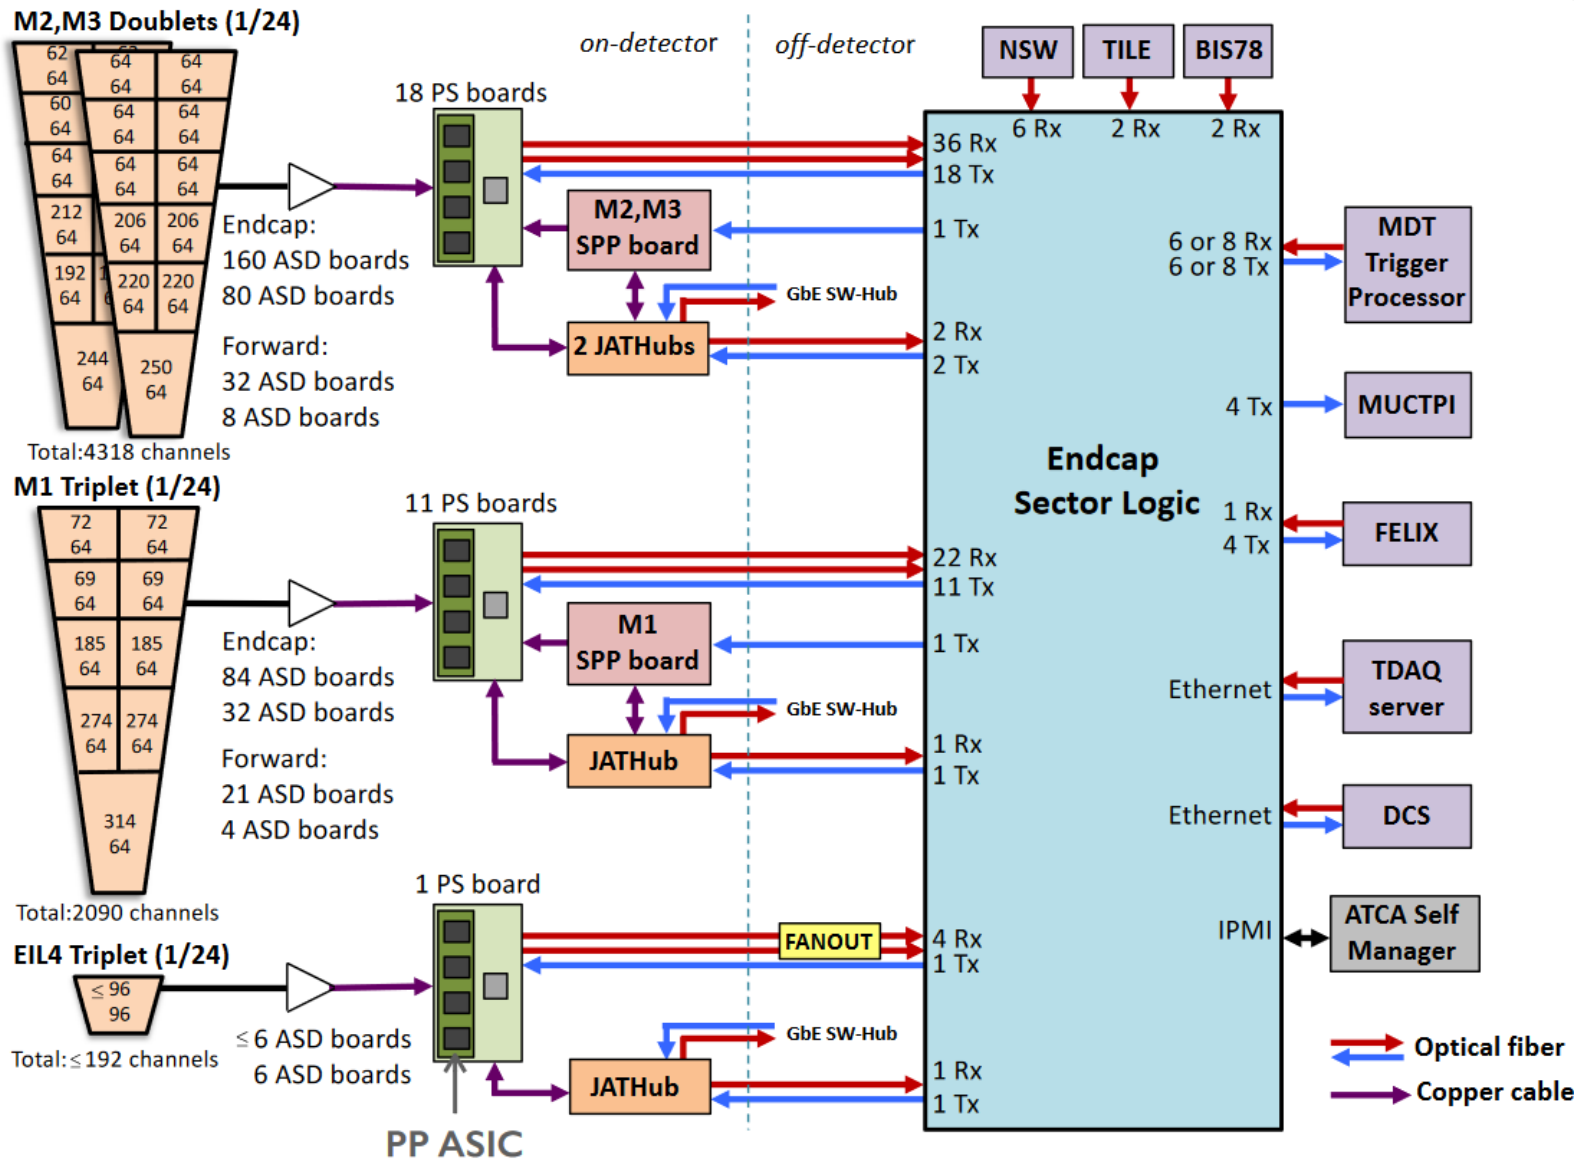 M2,M3 Doublets (1/24)
62
64
60
64
64
64
212
64
192
64
244
64
64
64
64
64
64
64
64
64
64
64
64
64
206
64
206
64
220
64
220
64
250
64
Total:4318 channels
Endcap:
160 ASD boards
80 ASD boards
Forward:
32 ASD boards
8 ASD boards
18 PS boards
on-detector
off-detector
M2,M3
SPP board
GbE SW-Hub
2 JATHubs
M1 Triplet (1/24)
72
64
72
64
69
64
69
64
185
64
185
64
274
64
274
64
314
64
Total:2090 channels
Endcap:
84 ASD boards
32 ASD boards
Forward:
21 ASD boards
4 ASD boards
11 PS boards
M1
SPP board
GbE SW-Hub
JATHub
EIL4 Triplet (1/24)
≤ 96
96
Total:≤192 channels
≤ 6 ASD boards
6 ASD boards
1 PS board
FANOUT
GbE SW-Hub
JATHub
PP ASIC
NSW
TILE
BIS78
6 Rx
2 Rx
2 Rx
36 Rx
18 Tx
1 Tx
2 Rx
2 Tx
22 Rx
11 Tx
1 Tx
1 Rx
1 Tx
4 Rx
1 Tx
1 Rx
1 Tx
Endcap
Sector Logic
6 or 8 Rx
6 or 8 Tx
4 Tx
1 Rx
4 Tx
Ethernet
Ethernet
IPMI
MDT
Trigger
Processor
MUCTPI
FELIX
TDAQ
server
DCS
ATCA Self
Manager
Optical fiber
Copper cable